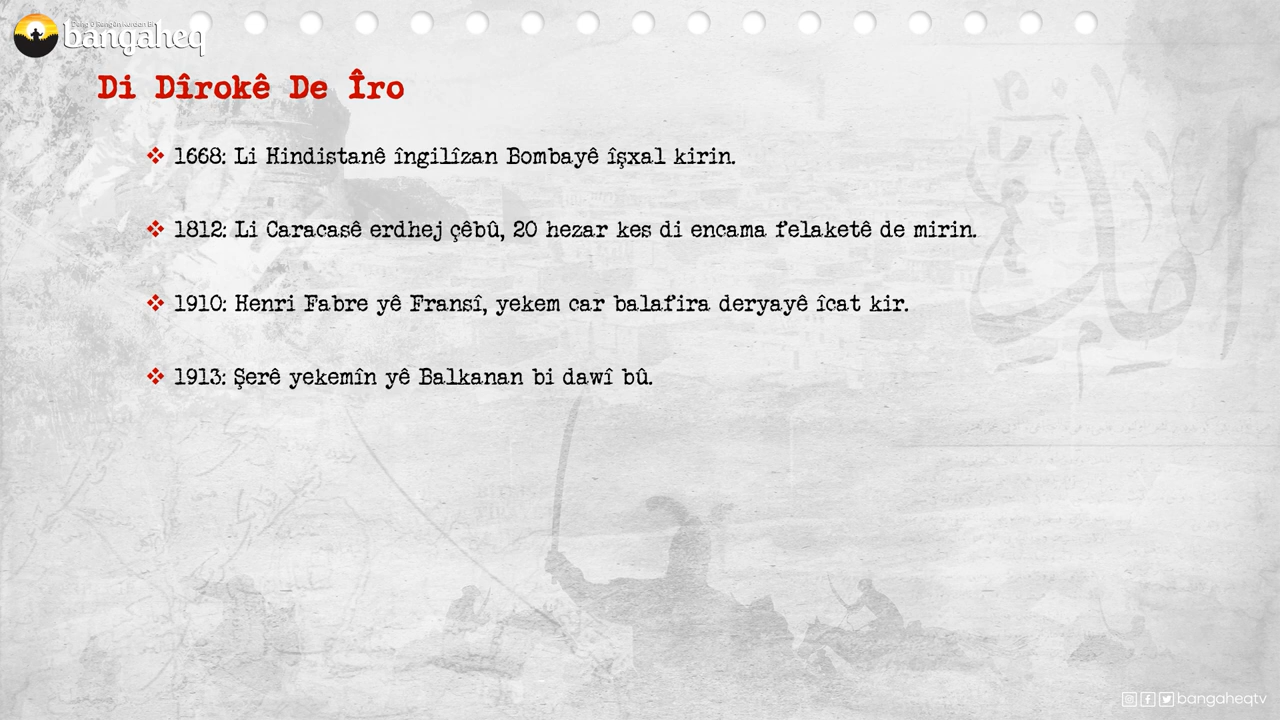 bangaheq
Di Dîrokê De Îro
1668: Li Hindistanê îngilîzan Bombayê îşxal kirin.
1812: Li Caracasê erdhej çêbû, 20 hezar kes di encama felaketê de mirin.
1910: Henri Fabre yê Fransî, yekem car balafira deryayê îcat kir.
1913: Şerê yekemîn yê Balkanan bi dawî bû.
bangaheqtv